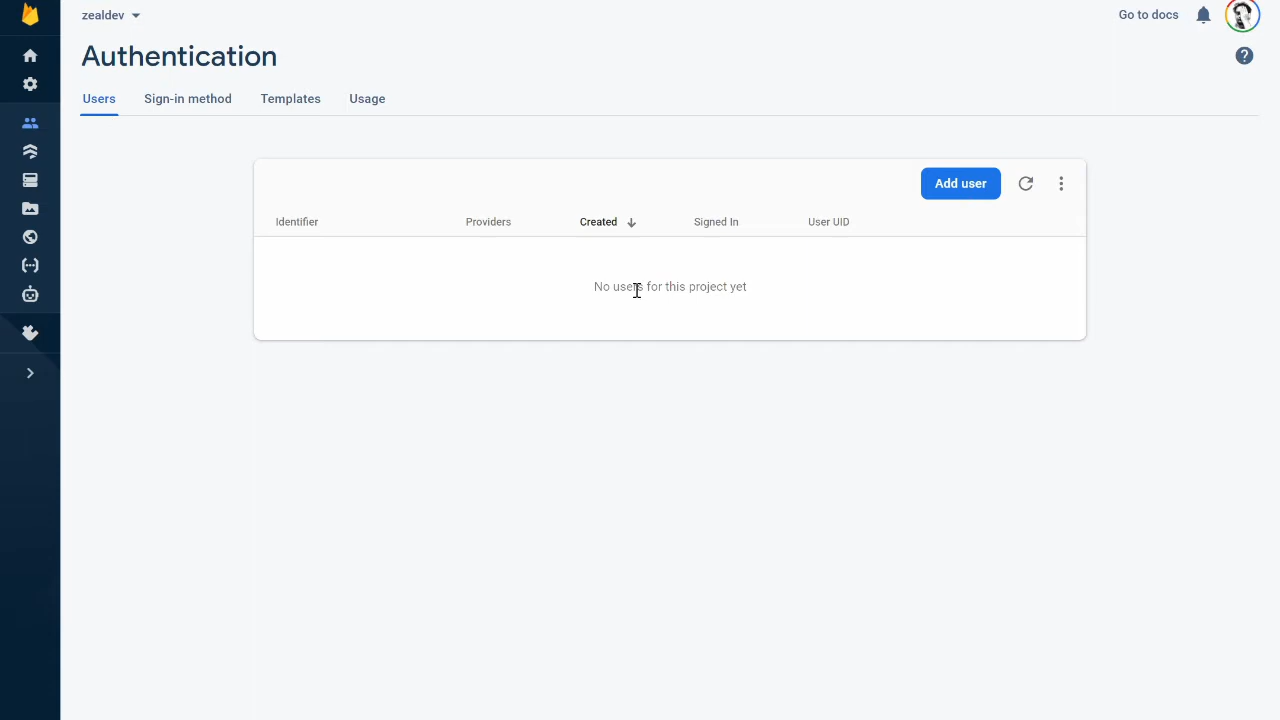 zealdev
Go to docs
Authentication
Users Sign-in method Templates Usage
Add user
Identifier Providers Created Signed In User UID
No users for this project yet